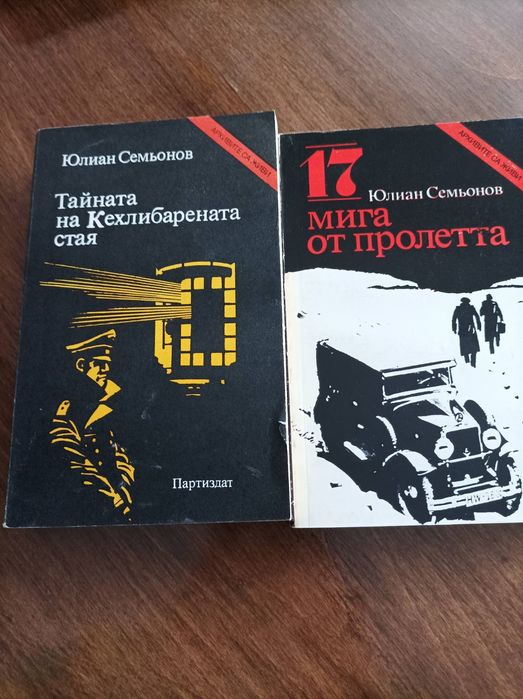 АРХИВИТЕ СА ЖИВИ
Юлиан Семьонов
Тайната
на Кехлибарената
стая
Партиздат
АРХИВИТЕ СА ЖИВИ
17
Юлиан Семьонов
мига
от пролетта